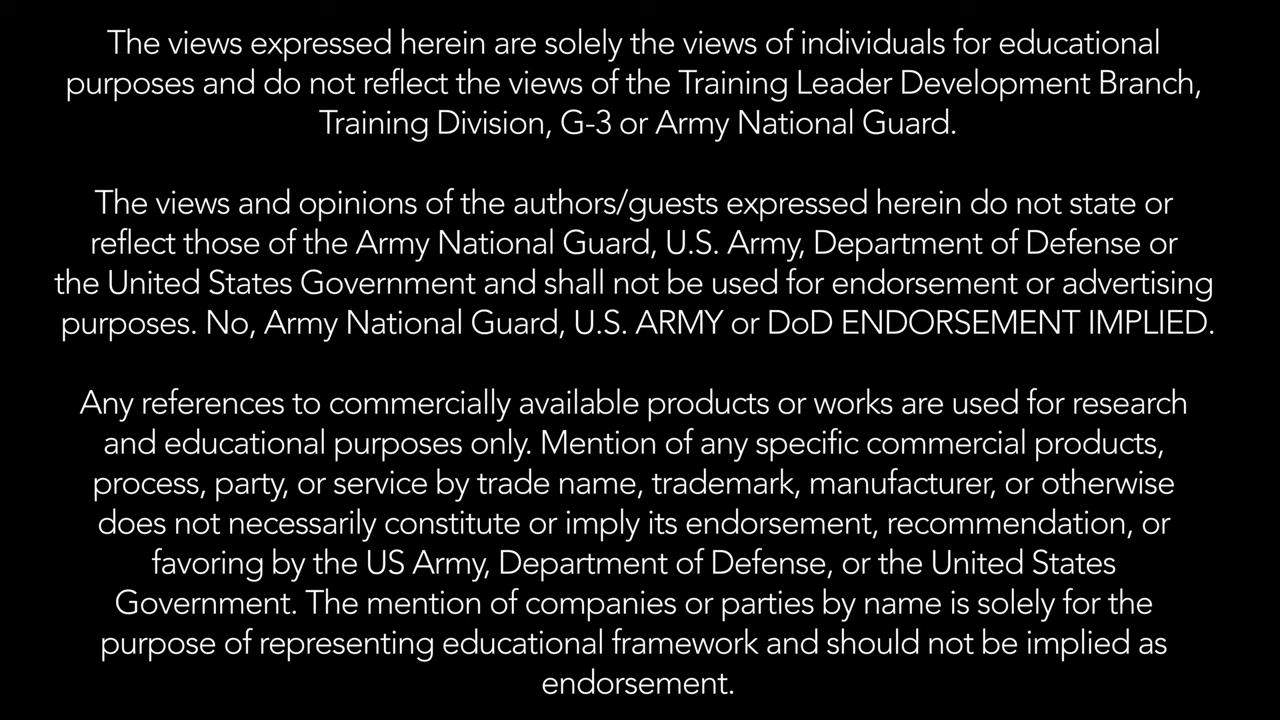 The views expressed herein are solely the views of individuals for educational
purposes and do not reflect the views of the Training Leader Development Branch,
Training Division, G-3 or Army National Guard.
The views and opinions of the authors/guests expressed herein do not state or
reflect those of the Army National Guard, U.S. Army, Department of Defense or
the United States Government and shall not be used for endorsement or advertising
purposes. No, Army National Guard, U.S. ARMY or DoD ENDORSEMENT IMPLIED.
Any references to commercially available products or works are used for research
and educational purposes only. Mention of any specific commercial products,
process, party, or service by trade name, trademark, manufacturer, or otherwise
does not necessarily constitute or imply its endorsement, recommendation, or
favoring by the US Army, Department of Defense, or the United States
Government. The mention of companies or parties by name is solely for the
purpose of representing educational framework and should not be implied as
endorsement.